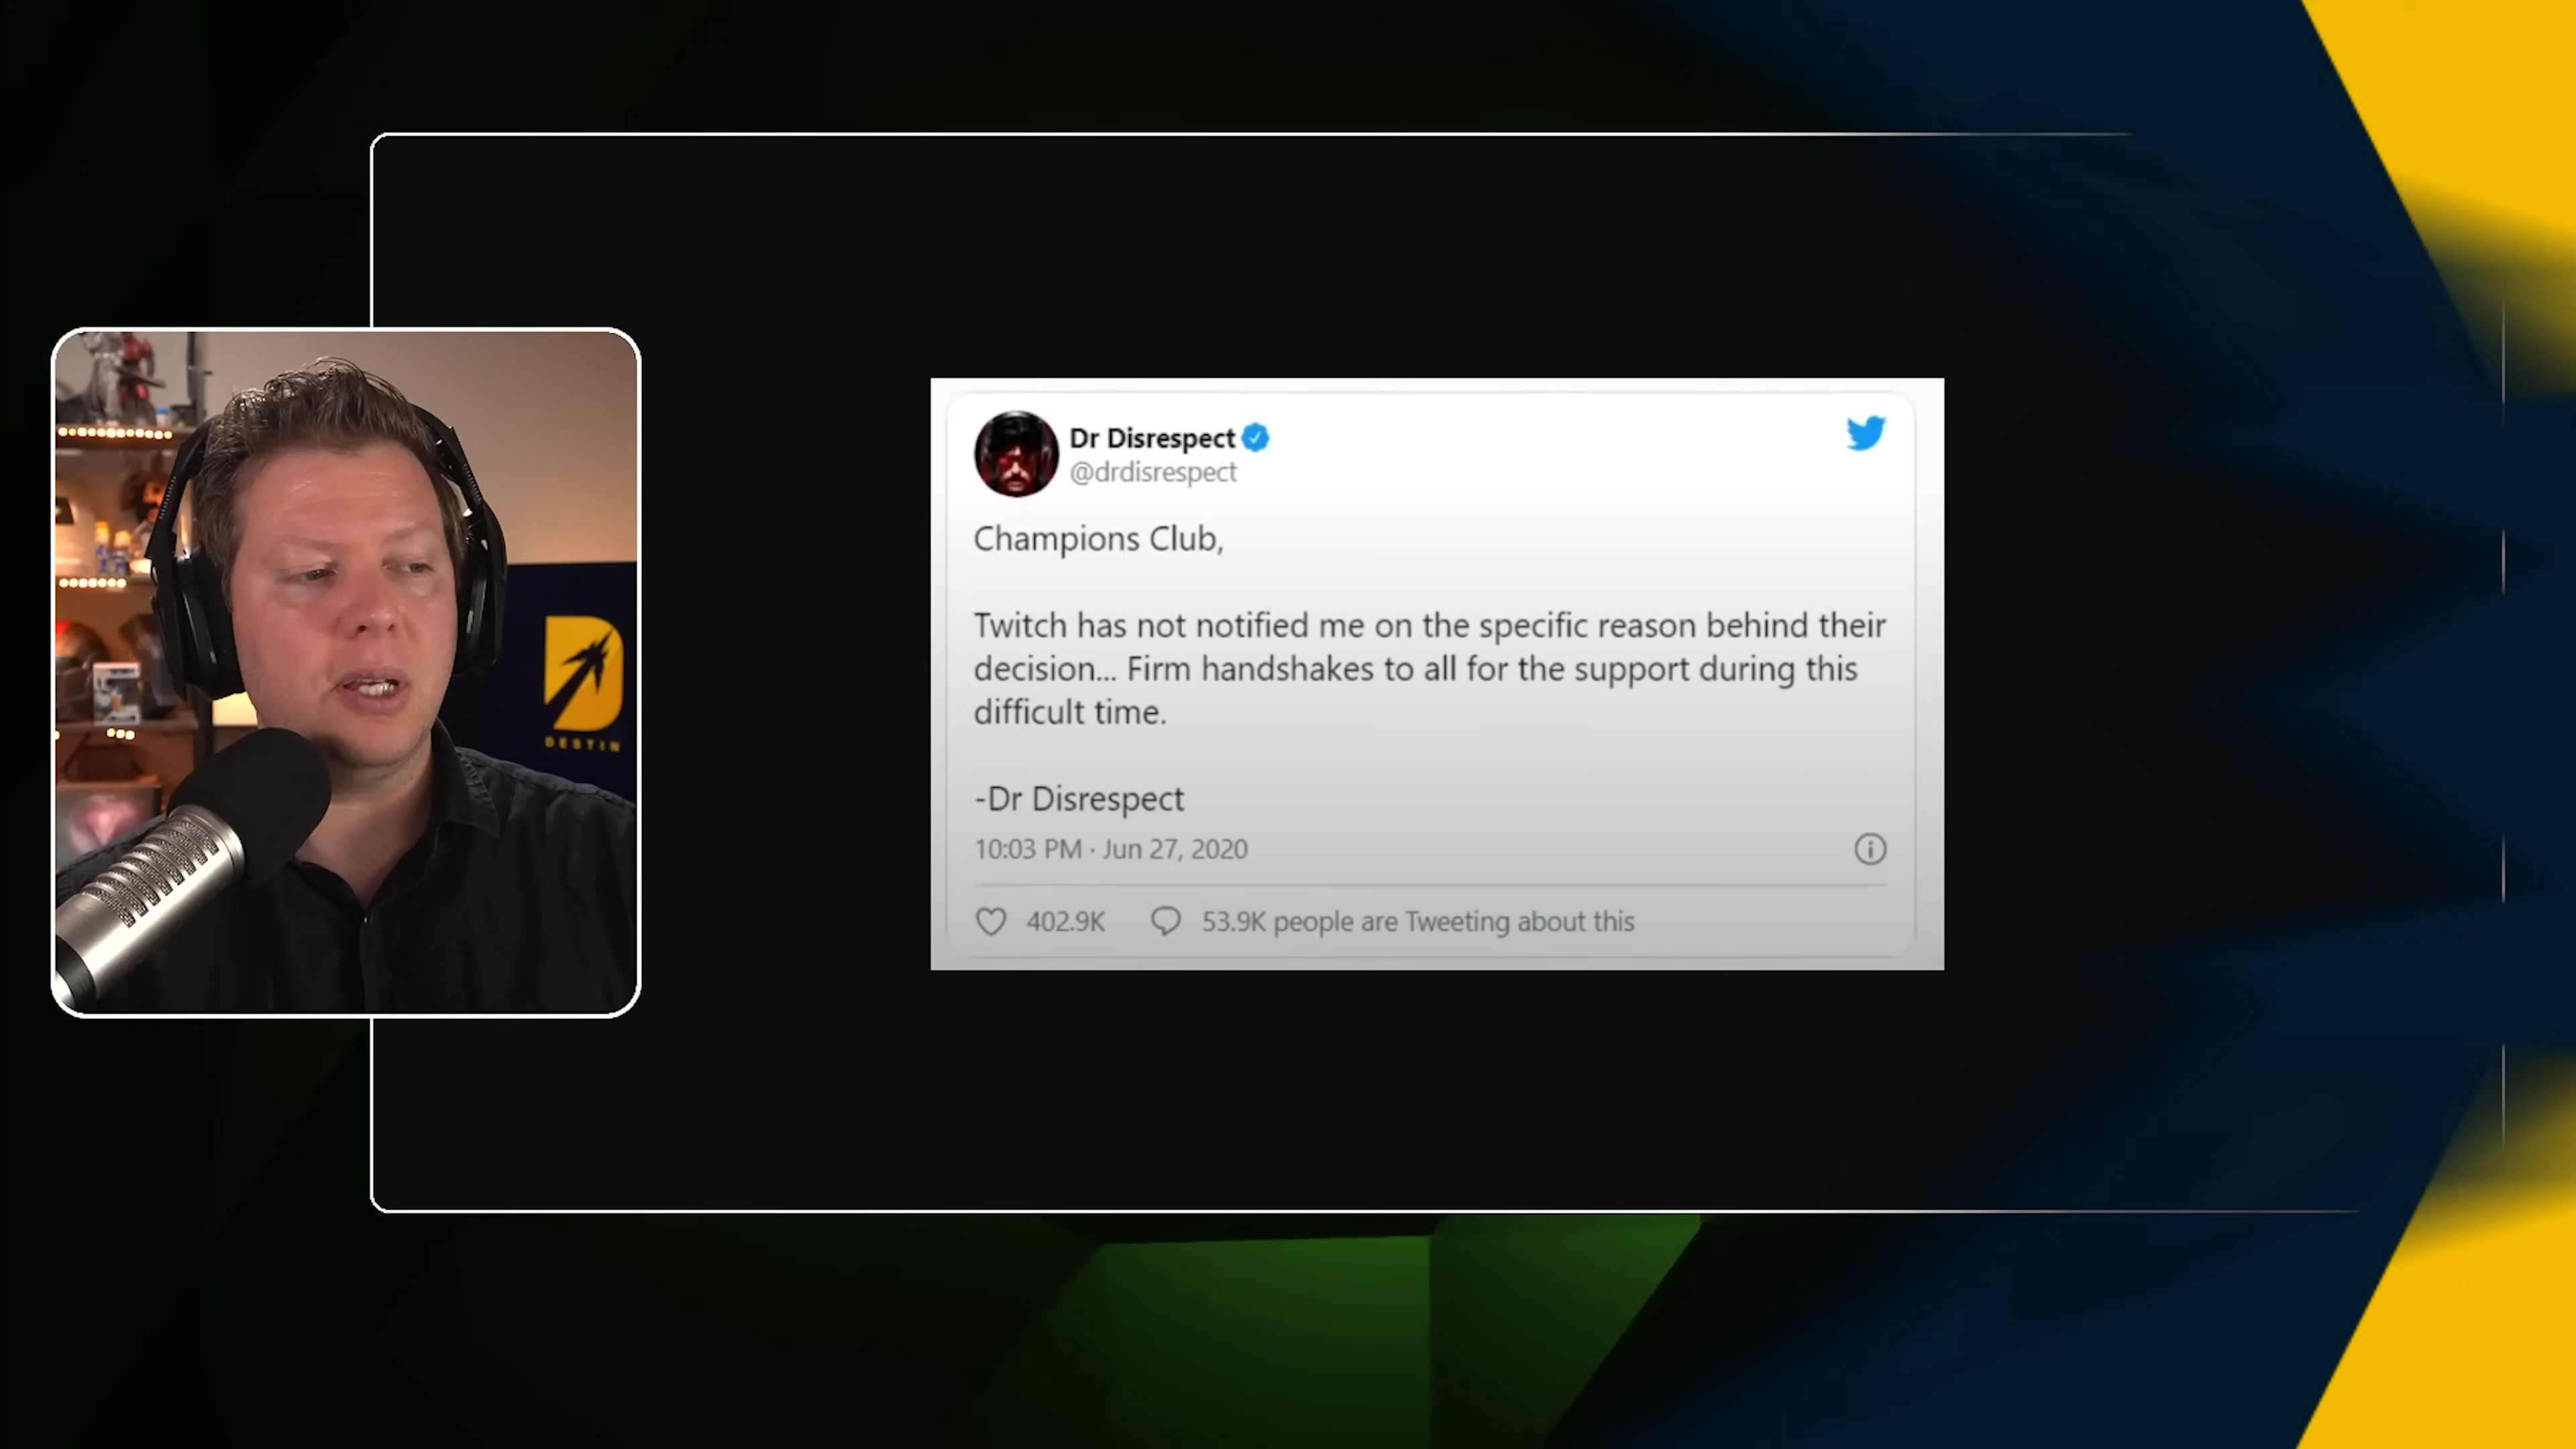 DESTIN
Dr Disrespect
@drdisrespect
Champions Club,
Twitch has not notified me on the specific reason behind their
decision... Firm handshakes to all for the support during this
difficult time.
-Dr Disrespect
10:03 PM · Jun 27, 2020
402.9K 53.9K people are Tweeting about this